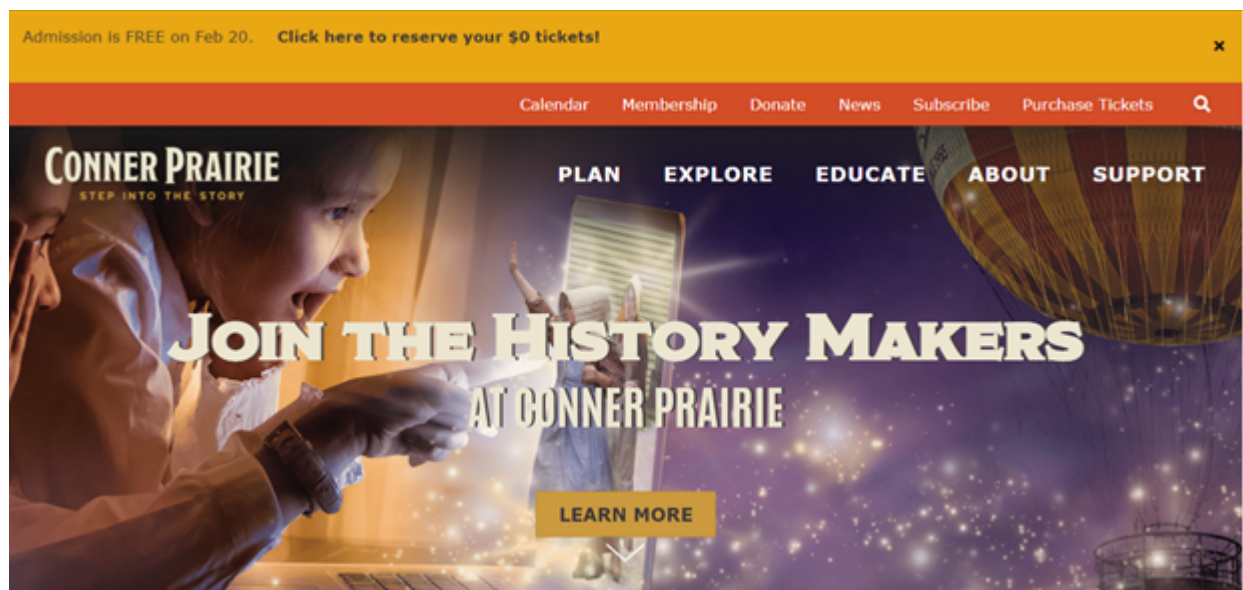 Admission is FREE on Feb 20. Click here to reserve your $0 tickets!
Calendar Membership Donate News Subscribe Purchase Tickets
CONNER PRAIRIE
STEP INTO THE STORY
PLAN EXPLORE EDUCATE ABOUT SUPPORT
JOIN THE HISTORY MAKERS
AT CONNER PRAIRIE
LEARN MORE